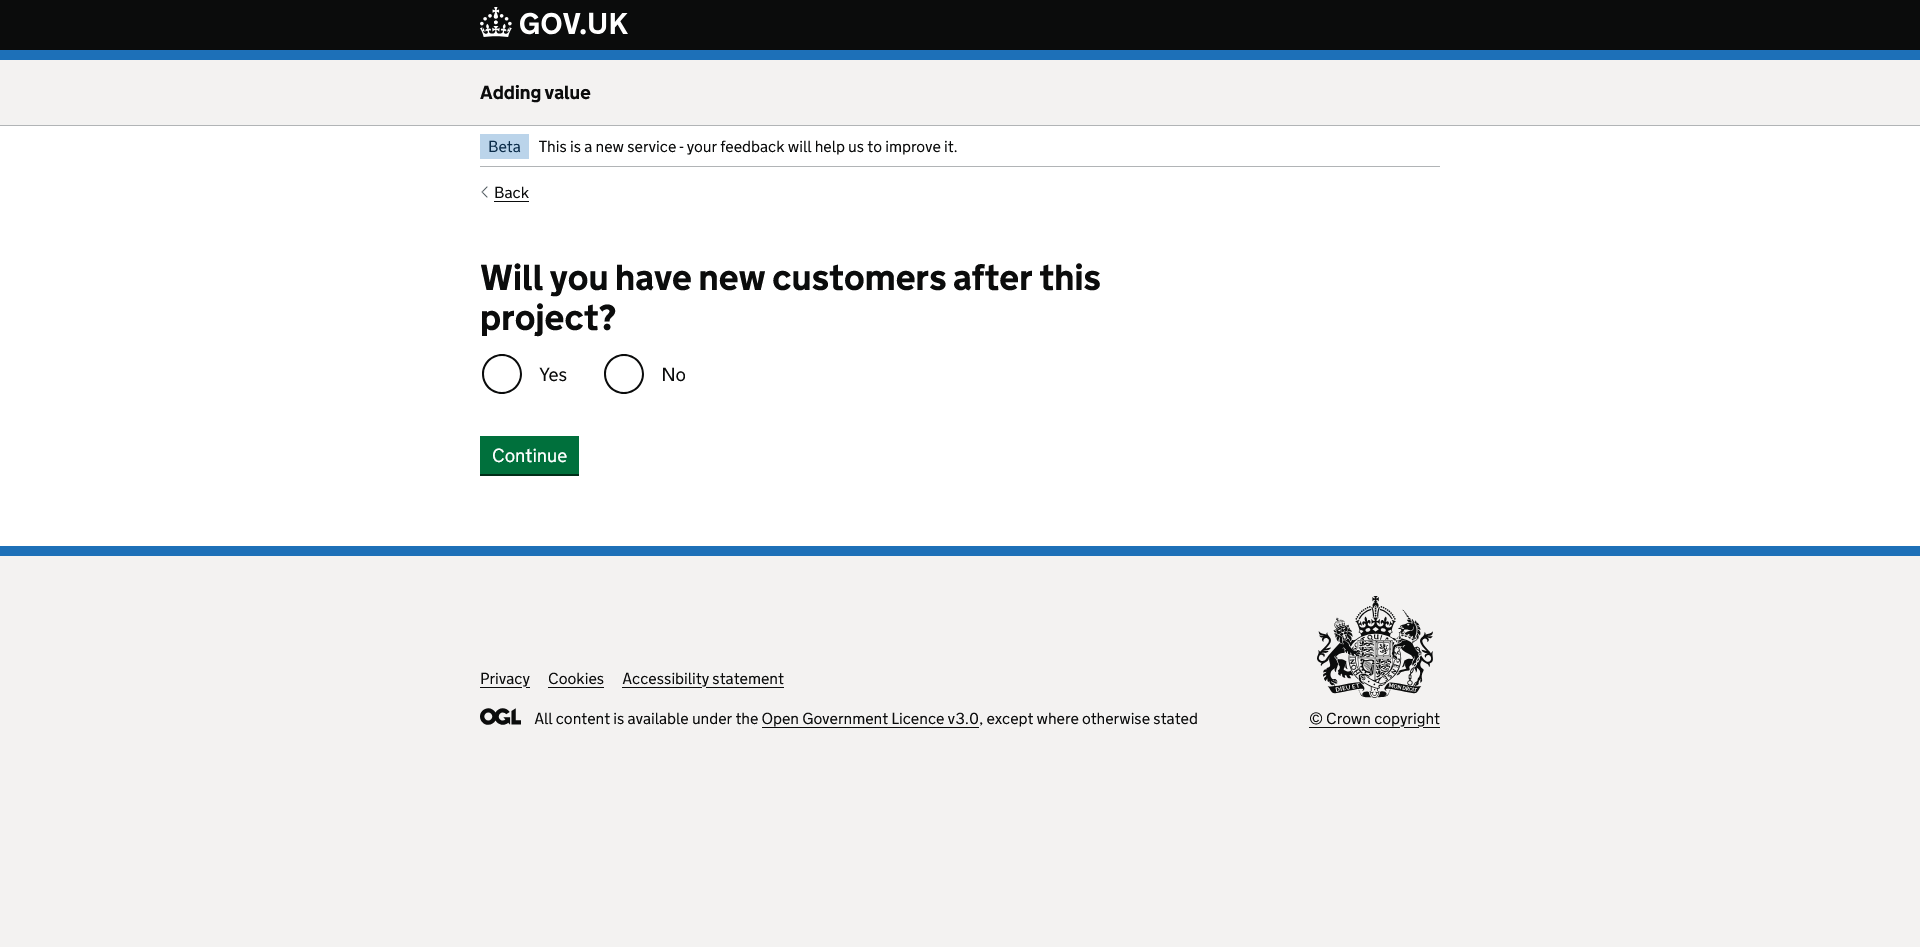 GOV.UK
Adding value
Beta This is a new service - your feedback will help us to improve it.
Back
Will you have new customers after this
project?
Yes No
Continue
Privacy Cookies Accessibility statement
OGL All content is available under the Open Government Licence v3.0, except where otherwise stated
© Crown copyright